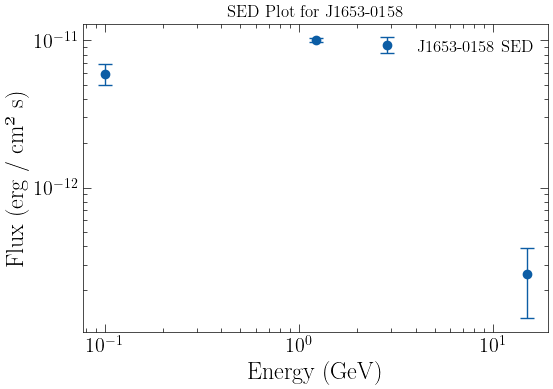 SED Plot for J1653-0158
J1653-0158 SED
Flux (erg / cm² s)
10⁻¹¹
10⁻¹²
10⁻¹
10⁰
10¹
Energy (GeV)